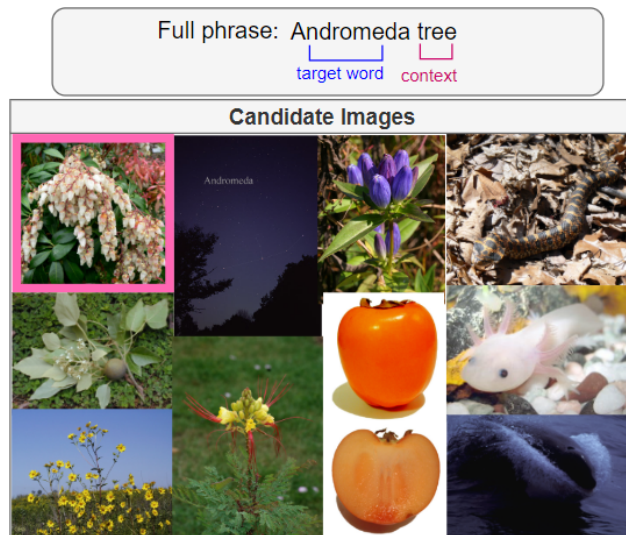 Full phrase: Andromeda tree
target word context
Candidate Images
Andromeda